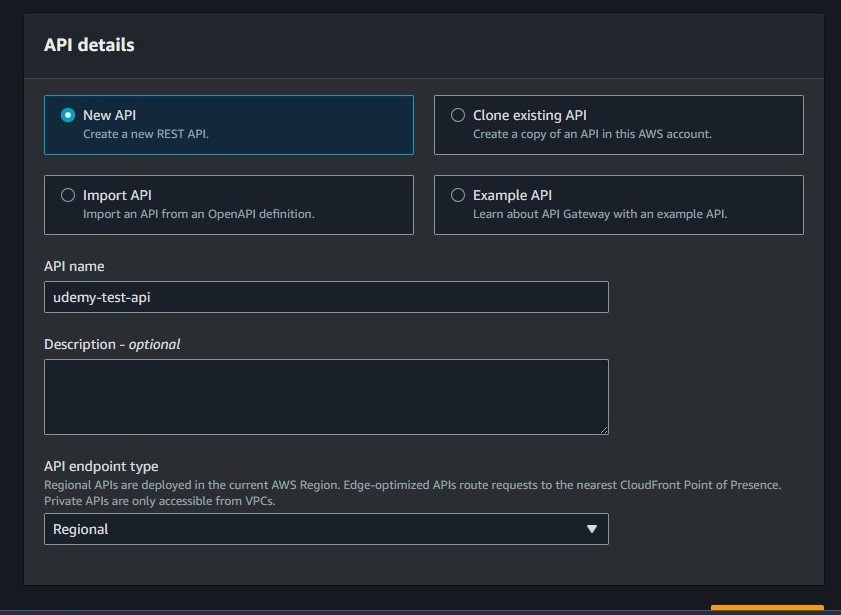 API details
New API
Create a new REST API.
Clone existing API
Create a copy of an API in this AWS account.
Import API
Import an API from an OpenAPI definition.
Example API
Learn about API Gateway with an example API.
API name
udemy-test-api
Description - optional
API endpoint type
Regional APIs are deployed in the current AWS Region. Edge-optimized APIs route requests to the nearest CloudFront Point of Presence.
Private APIs are only accessible from VPCs.
Regional